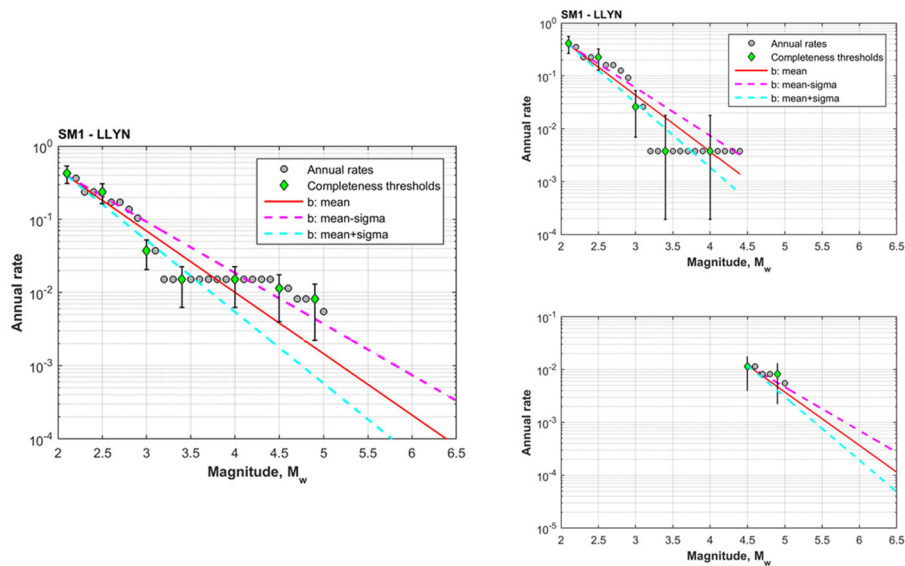 SM1 - LLYN
10^0
10^-1
10^-2
10^-3
10^-4
Annual rate
Annual rates
Completeness thresholds
b: mean
b: mean-sigma
b: mean+sigma
2 2.5 3 3.5 4 4.5 5 5.5 6 6.5
Magnitude, M_w
SM1 - LLYN
10^0
10^-1
10^-2
10^-3
10^-4
Annual rate
Annual rates
Completeness thresholds
b: mean
b: mean-sigma
b: mean+sigma
2 2.5 3 3.5 4 4.5 5 5.5 6 6.5
Magnitude, M_w
10^-1
10^-2
10^-3
10^-4
10^-5
Annual rate
2 2.5 3 3.5 4 4.5 5 5.5 6 6.5
Magnitude, M_w